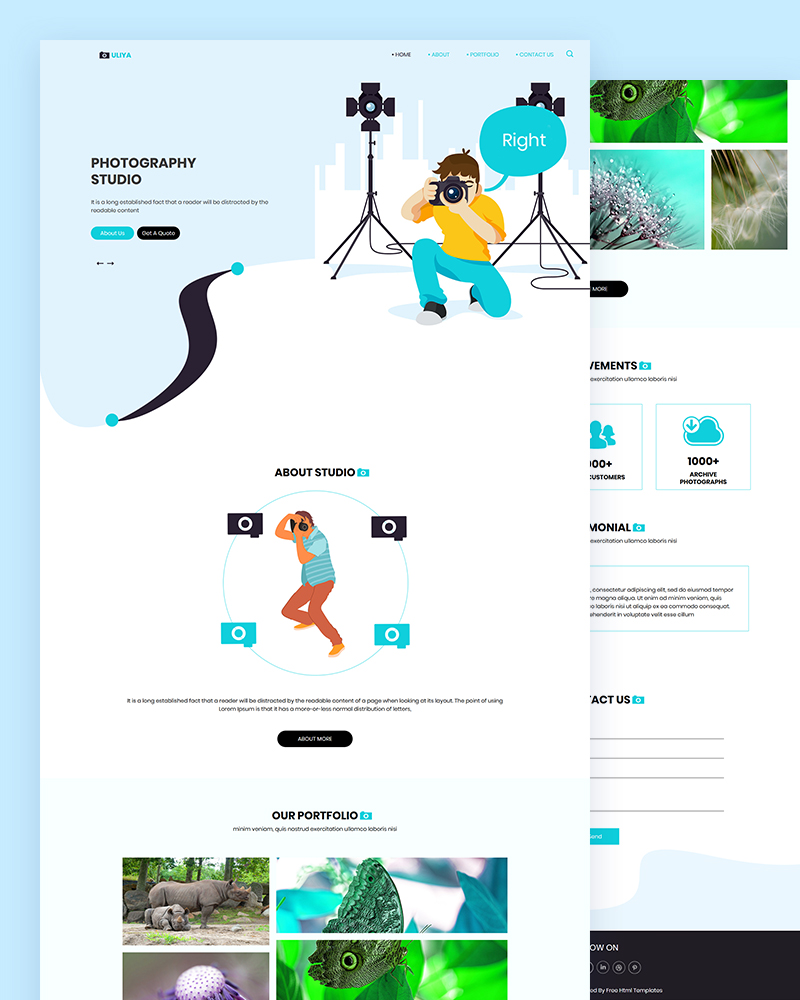 ULIYA
• HOME
• ABOUT
• PORTFOLIO
• CONTACT US
Right
PHOTOGRAPHY
STUDIO
It is a long established fact that a reader will be distracted by the
readable content
About Us
Get A Quote
ABOUT STUDIO
It is a long established fact that a reader will be distracted by the readable content of a page when looking at its layout. The point of using
Lorem Ipsum is that it has a more-or-less normal distribution of letters,
ABOUT MORE
OUR PORTFOLIO
minim veniam, quis nostrud exercitation ullamco laboris nisi
MORE
VEMENTS
exercitation ullamco laboris nisi
000+
CUSTOMERS
1000+
ARCHIVE
PHOTOGRAPHS
MONIAL
exercitation ullamco laboris nisi
, consectetur adipiscing elit, sed do eiusmod tempor
re magna aliqua. Ut enim ad minim veniam, quis
o laboris nisi ut aliquip ex ea commodo consequat.
ehenderit in voluptate velit esse cillum
TACT US
Send
OW ON
ed By Free Html Templates